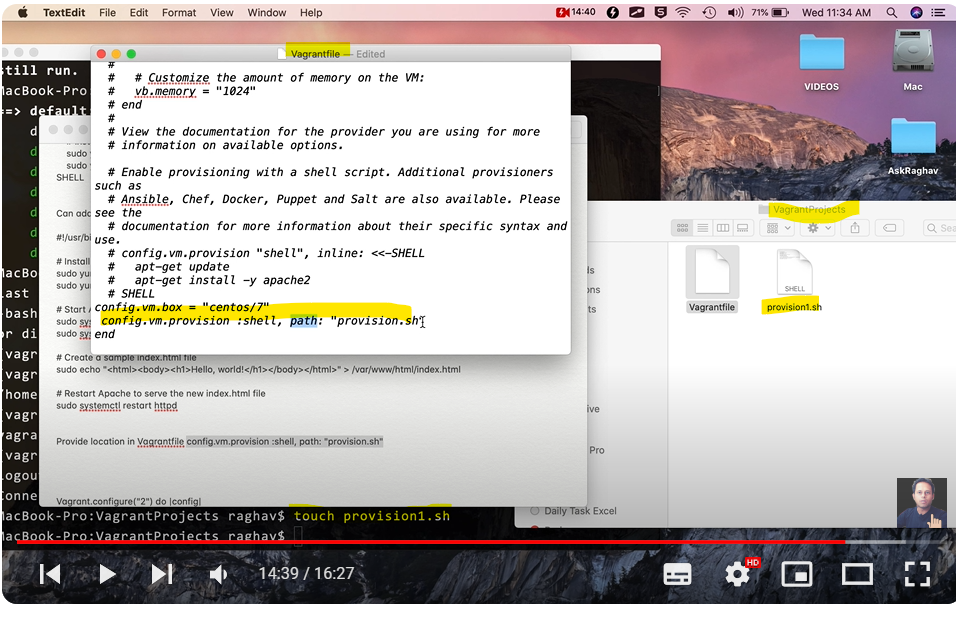 TextEdit File Edit Format View Window Help
14:40
71%
Wed 11:34 AM
Vagrantfile — Edited
#
# # Customize the amount of memory on the VM:
# vb.memory = "1024"
# end
#
# View the documentation for the provider you are using for more
# information on available options.
# Enable provisioning with a shell script. Additional provisioners
such as
# Ansible, Chef, Docker, Puppet and Salt are also available. Please
see the
# documentation for more information about their specific syntax and
use.
# config.vm.provision "shell", inline: <<-SHELL
# apt-get update
# apt-get install -y apache2
# SHELL
config.vm.box = "centos/7"
config.vm.provision :shell, path: "provision.sh"
end
still run.
MacBook-Pro:
==> default:
SHELL
Can add
#!/usr/bi
# Install
sudo yu
sudo yu
# Start
sudo sys
sudo sys
# Create a sample index.html file
sudo echo "<html><body><h1>Hello, world!</h1></body></html>" > /var/www/html/index.html
# Restart Apache to serve the new index.html file
sudo systemctl restart httpd
Provide location in Vagrantfile config.vm.provision :shell, path: "provision.sh"
Vagrant.configure("2") do |config|
MacBook-Pro:VagrantProjects raghav$ touch provision1.sh
MacBook-Pro:VagrantProjects raghav$
VIDEOS
Mac
AskRaghav
VagrantProjects
SHELL
Vagrantfile
provision1.sh
Pro
Daily Task Excel
14:39 / 16:27
HD